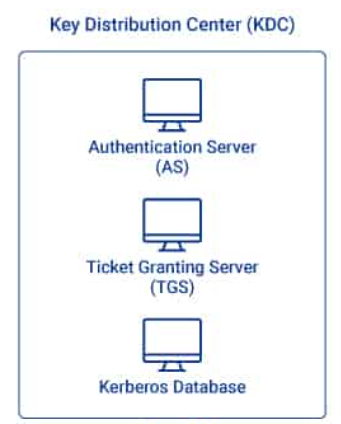 Key Distribution Center (KDC)
Authentication Server
(AS)
Ticket Granting Server
(TGS)
Kerberos Database